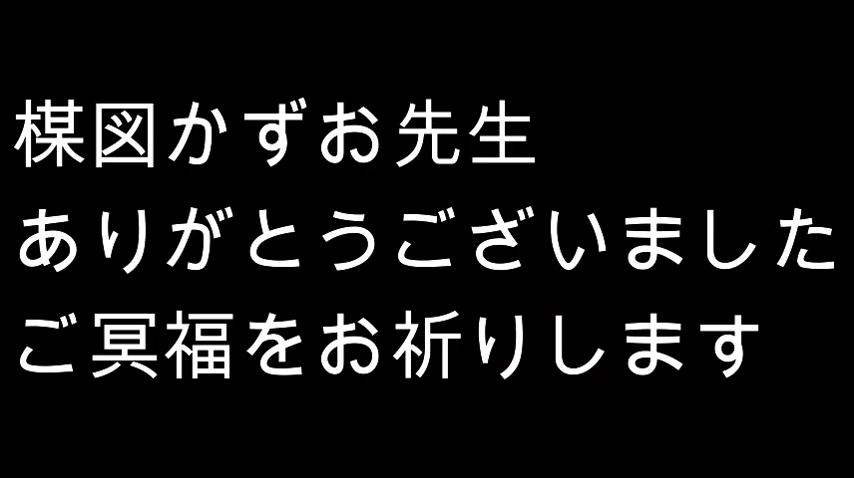 楳図かずお先生
ありがとうございました
ご冥福をお祈りします